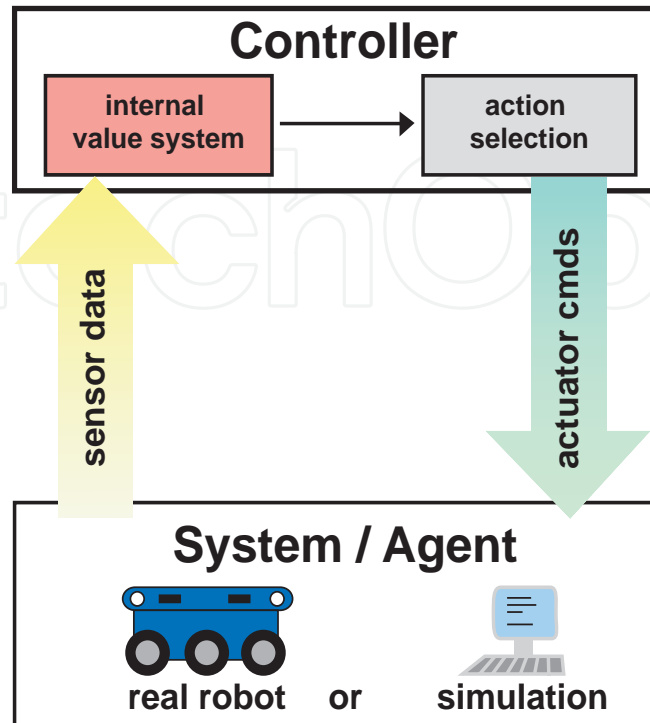 Controller
internal
value system
action
selection
sensor data
actuator cmds
System / Agent
real robot or simulation